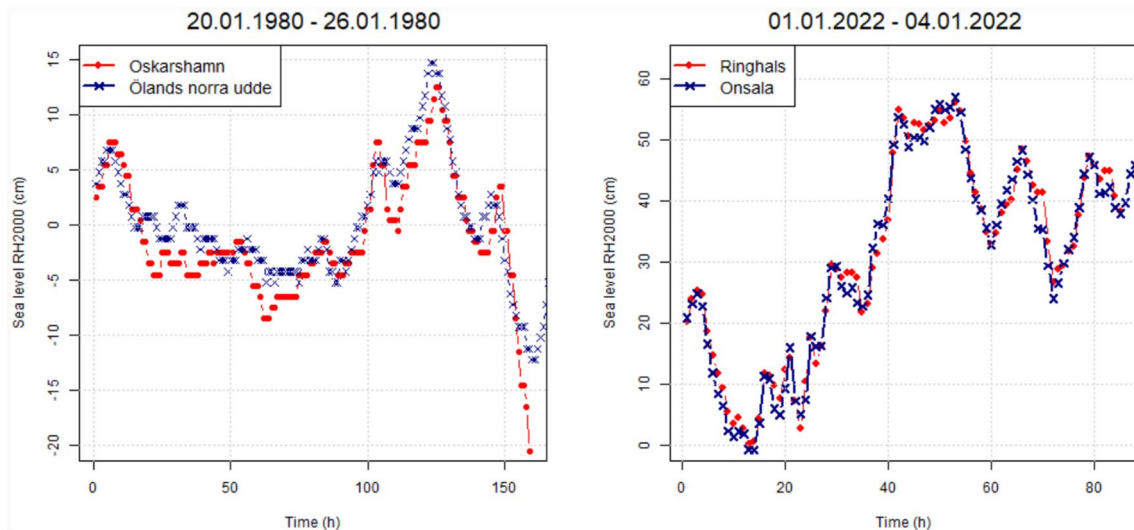 20.01.1980 - 26.01.1980
Oskarshamn
Ölands norra udde
Sea level RH2000 (cm)
15
10
5
0
-5
-10
-15
-20
0
50
100
150
Time (h)
01.01.2022 - 04.01.2022
Ringhals
Onsala
Sea level RH2000 (cm)
60
50
40
30
20
10
0
0
20
40
60
80
Time (h)